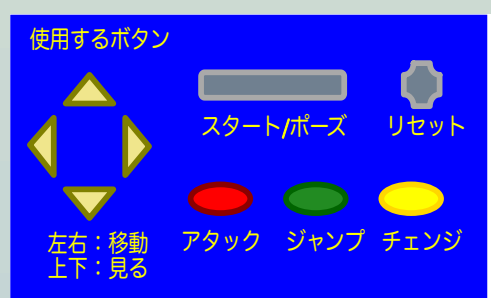 使用するボタン
スタート/ポーズ
リセット
左右：移動
上下：見る
アタック
ジャンプ
チェンジ